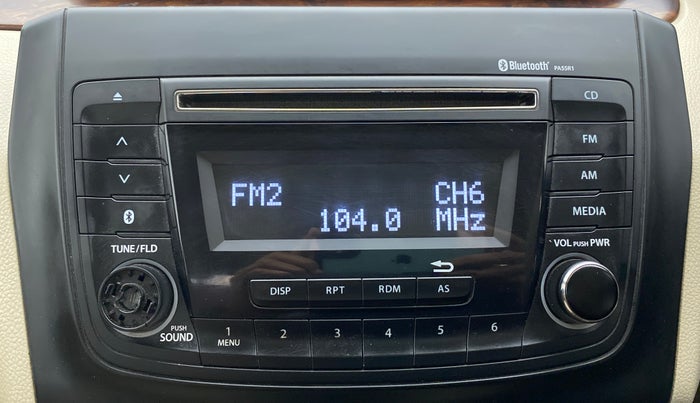 Bluetooth® PA5SR1
CD
FM
AM
MEDIA
FM2 CH6
104.0 MHz
TUNE/FLD
VOL PUSH PWR
DISP RPT RDM AS
PUSH
SOUND
1 2 3 4 5 6
MENU